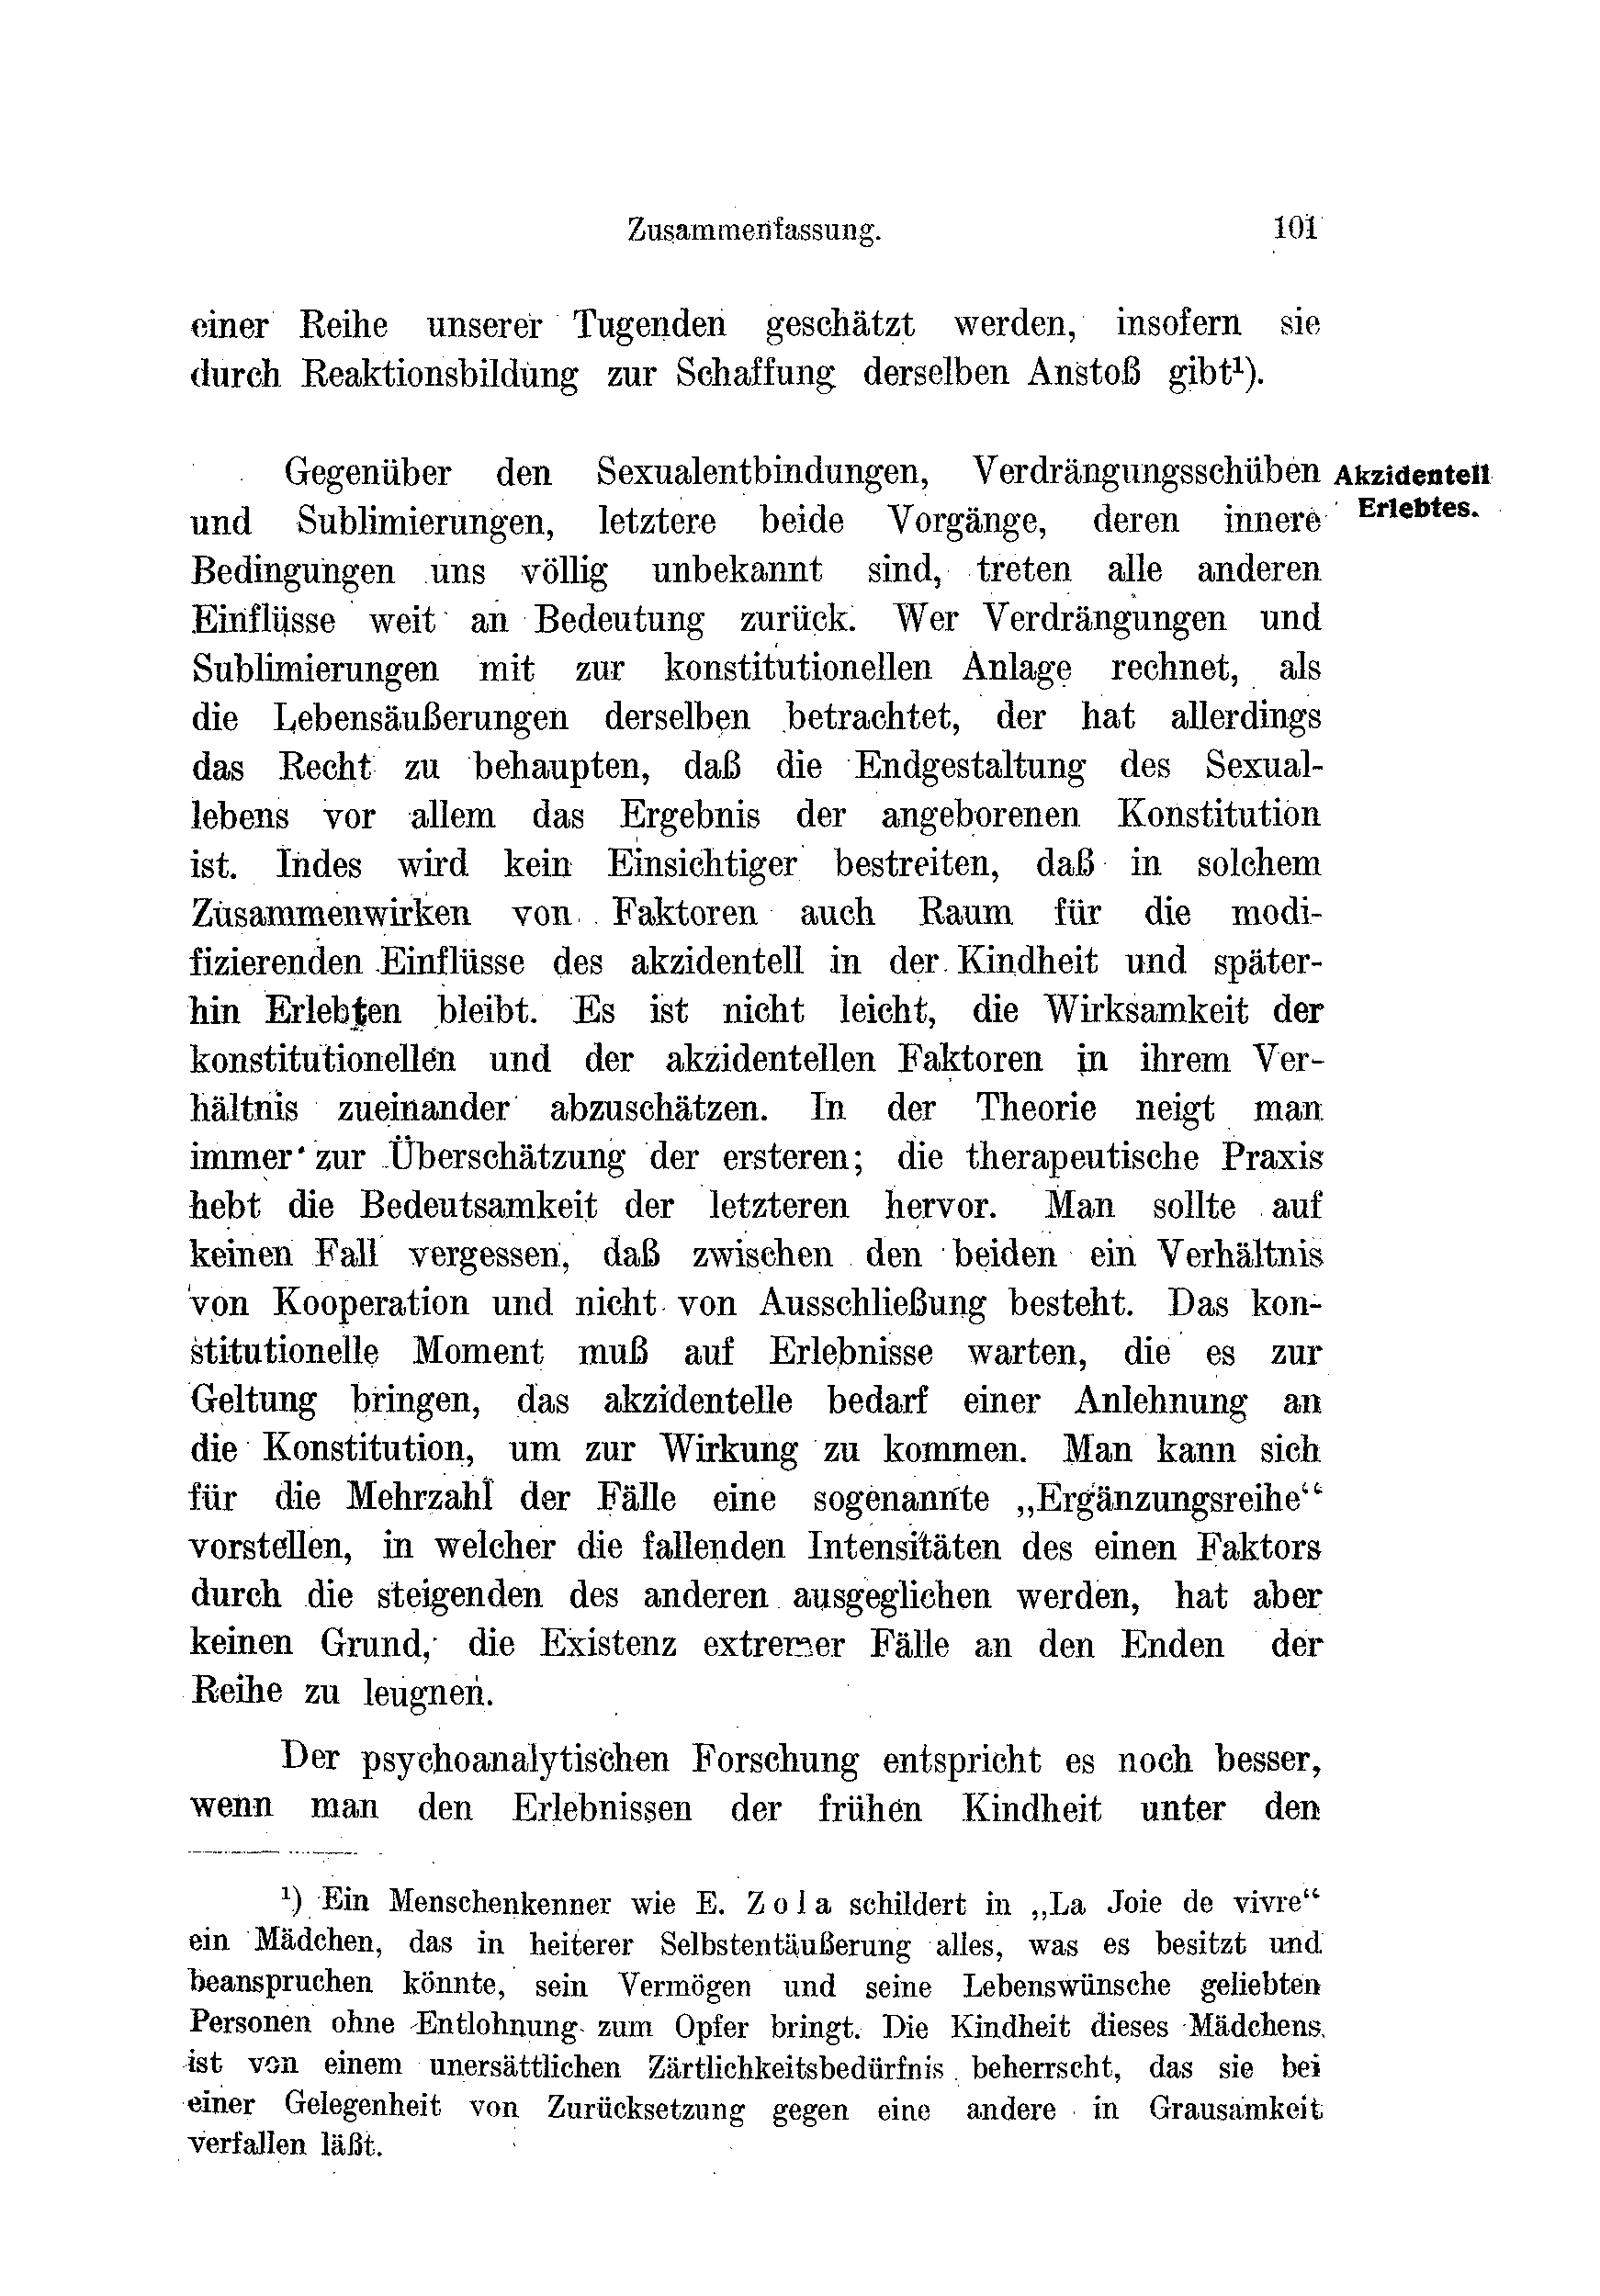 Zusammenfassung. 101
einer Reihe unserer Tugenden geschätzt werden, insofern sie
durch Reaktionsbildung zur Schaffung derselben Anstoß gibt¹).
Gegenüber den Sexualentbindungen, Verdrängungsschüben
Akzidentell
Erlebtes.
und Sublimierungen, letztere beide Vorgänge, deren innere
Bedingungen uns völlig unbekannt sind, treten alle anderen
Einflüsse weit an Bedeutung zurück. Wer Verdrängungen und
Sublimierungen mit zur konstitutionellen Anlage rechnet, als
die Lebensäußerungen derselben betrachtet, der hat allerdings
das Recht zu behaupten, daß die Endgestaltung des Sexual-
lebens vor allem das Ergebnis der angeborenen Konstitution
ist. Indes wird kein Einsichtiger bestreiten, daß in solchem
Zusammenwirken von Faktoren auch Raum für die modi-
fizierenden Einflüsse des akzidentell in der Kindheit und später-
hin Erlebten bleibt. Es ist nicht leicht, die Wirksamkeit der
konstitutionellen und der akzidentellen Faktoren in ihrem Ver-
hältnis zueinander abzuschätzen. In der Theorie neigt man
immer zur Überschätzung der ersteren; die therapeutische Praxis
hebt die Bedeutsamkeit der letzteren hervor. Man sollte auf
keinen Fall vergessen, daß zwischen den beiden ein Verhältnis
von Kooperation und nicht von Ausschließung besteht. Das kon-
stitutionelle Moment muß auf Erlebnisse warten, die es zur
Geltung bringen, das akzidentelle bedarf einer Anlehnung an
die Konstitution, um zur Wirkung zu kommen. Man kann sich
für die Mehrzahl der Fälle eine sogenannte „Ergänzungsreihe“
vorstellen, in welcher die fallenden Intensitäten des einen Faktors
durch die steigenden des anderen ausgeglichen werden, hat aber
keinen Grund, die Existenz extremer Fälle an den Enden der
Reihe zu leugnen.
Der psychoanalytischen Forschung entspricht es noch besser,
wenn man den Erlebnissen der frühen Kindheit unter den
¹) Ein Menschenkenner wie E. Zola schildert in „La Joie de vivre“
ein Mädchen, das in heiterer Selbstentäußerung alles, was es besitzt und
beanspruchen könnte, sein Vermögen und seine Lebenswünsche geliebten
Personen ohne Entlohnung zum Opfer bringt. Die Kindheit dieses Mädchens
ist von einem unersättlichen Zärtlichkeitsbedürfnis beherrscht, das sie bei
einer Gelegenheit von Zurücksetzung gegen eine andere in Grausamkeit
verfallen läßt.